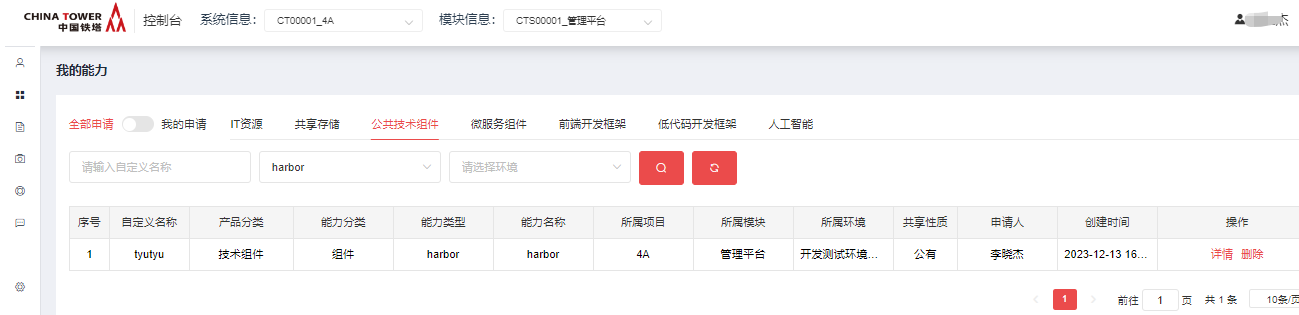 CHINA TOWER
中国铁塔
控制台 系统信息: CT00001_4A 模块信息: CTS00001_管理平台 杰
我的能力
全部申请 我的申请 IT资源 共享存储 公共技术组件 微服务组件 前端开发框架 低代码开发框架 人工智能
请输入自定义名称 harbor 请选择环境
序号 自定义名称 产品分类 能力分类 能力类型 能力名称 所属项目 所属模块 所属环境 共享性质 申请人 创建时间 操作
1 tyutyu 技术组件 组件 harbor harbor 4A 管理平台 开发测试环境... 公有 李晓杰 2023-12-13 16... 详情 删除
1 前往 1 页 共 1 条 10条/页